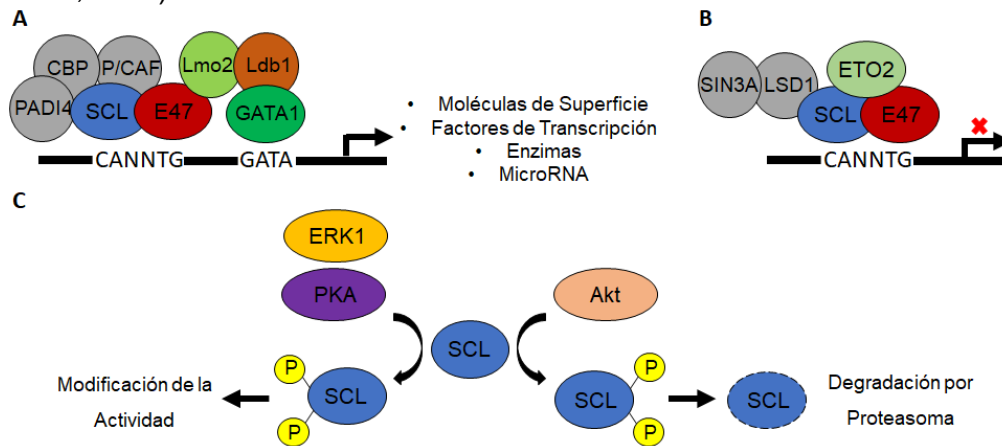 A
CBP
P/CAF
Lmo2
Ldb1
PADI4
SCL
E47
GATA1
CANNTG
GATA
• Moléculas de Superficie
• Factores de Transcripción
• Enzimas
• MicroRNA
B
SIN3A
LSD1
ETO2
SCL
E47
CANNTG
C
ERK1
PKA
Akt
SCL
P
SCL
P
Modificación de la
Actividad
P
SCL
P
SCL
Degradación por
Proteasoma